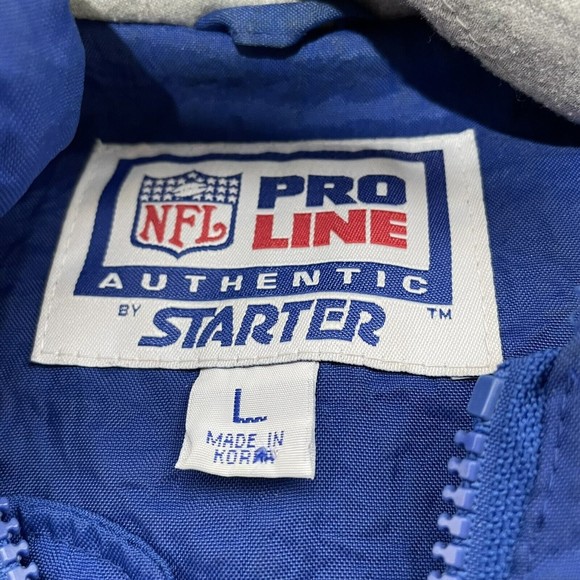 NFL
PRO
LINE
AUTHENTIC
BY STARTER ™
L
MADE IN
KOREA